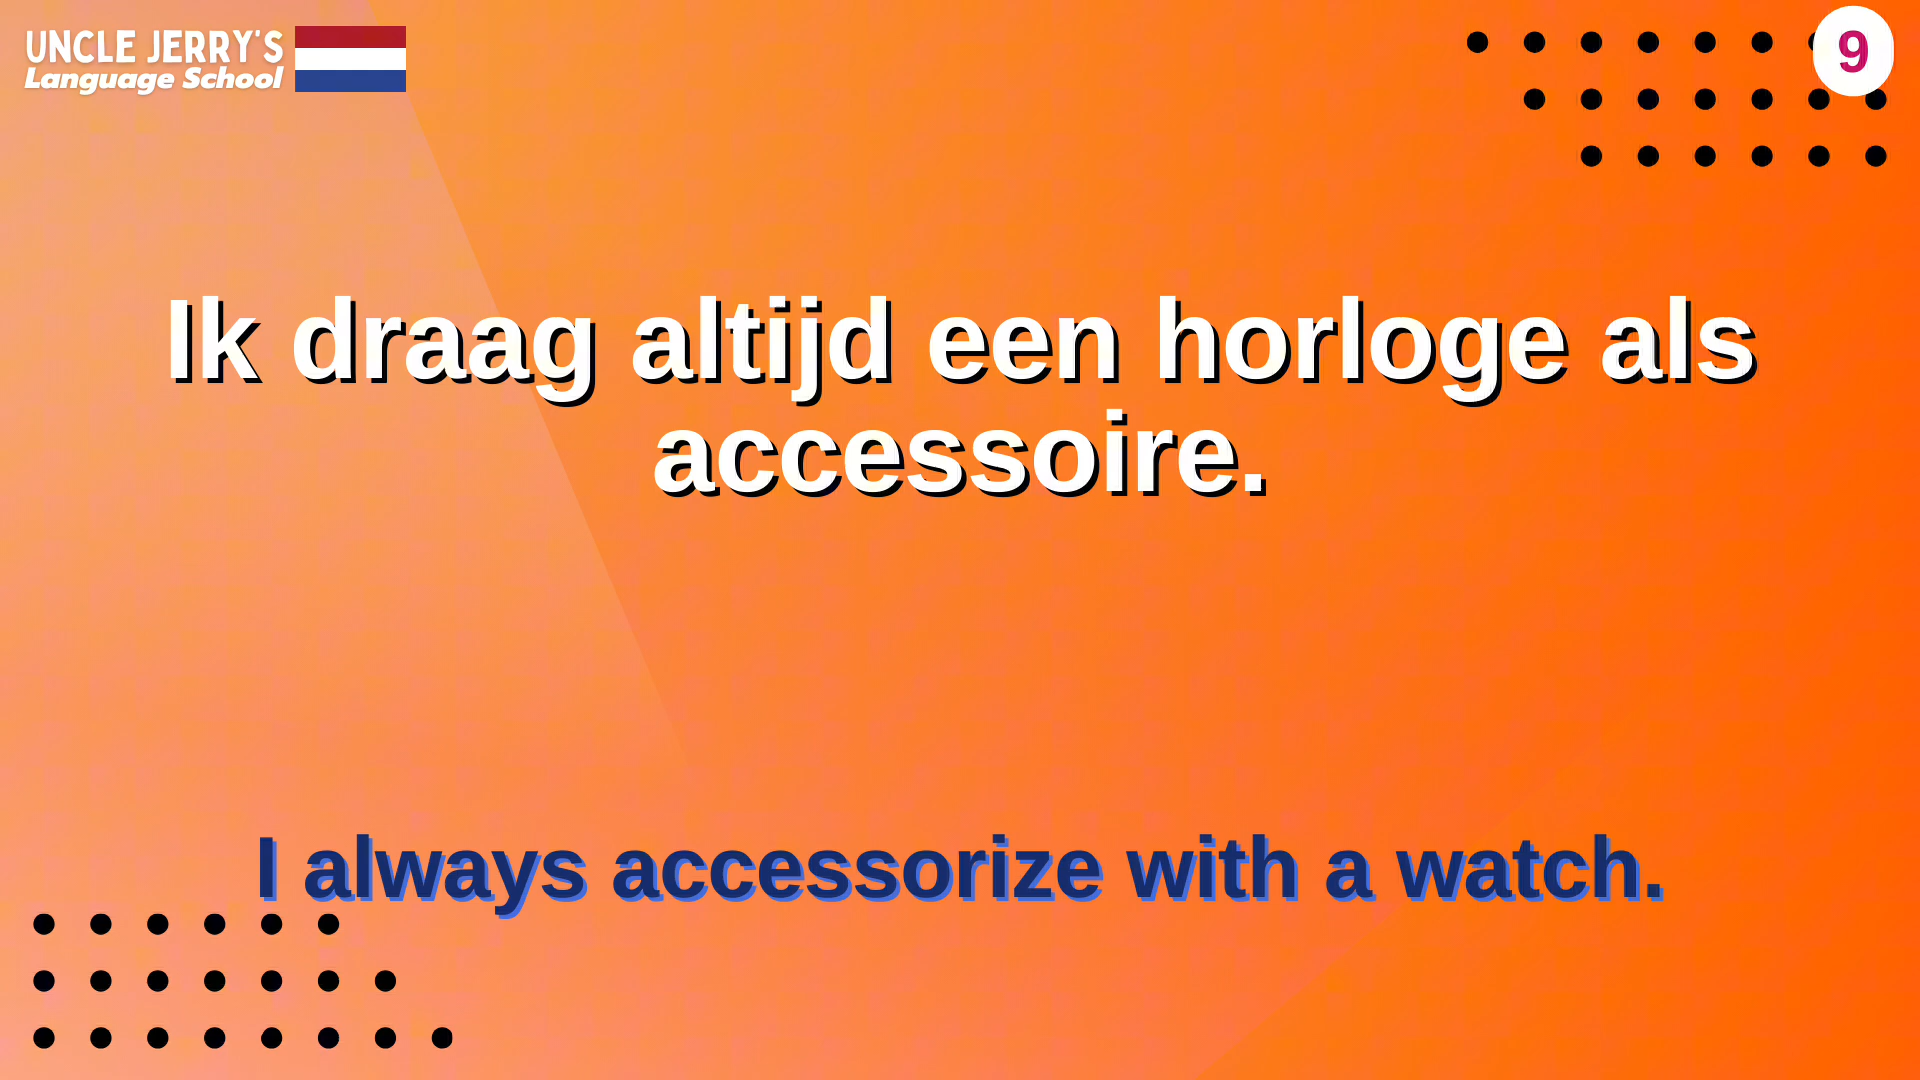 UNCLE JERRY'S
Language School
9
Ik draag altijd een horloge als
accessoire.
I always accessorize with a watch.